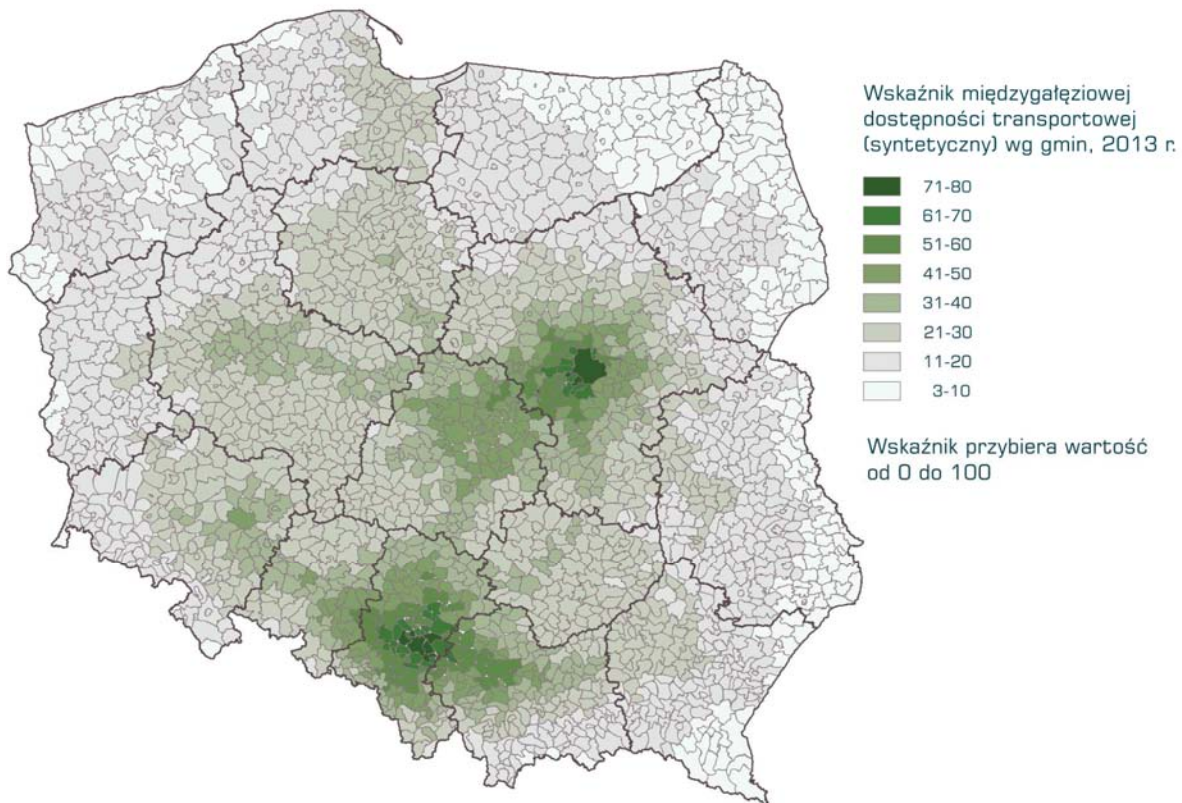 Wskaźnik międzygałęziowej
dostępności transportowej
(syntetyczny) wg gmin, 2013 r.
71-80
61-70
51-60
41-50
31-40
21-30
11-20
3-10
Wskaźnik przybiera wartość
od 0 do 100